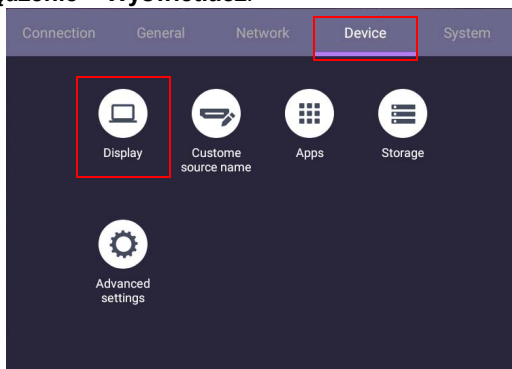 Connection General Network Device System
Display Custome source name Apps Storage
Advanced settings